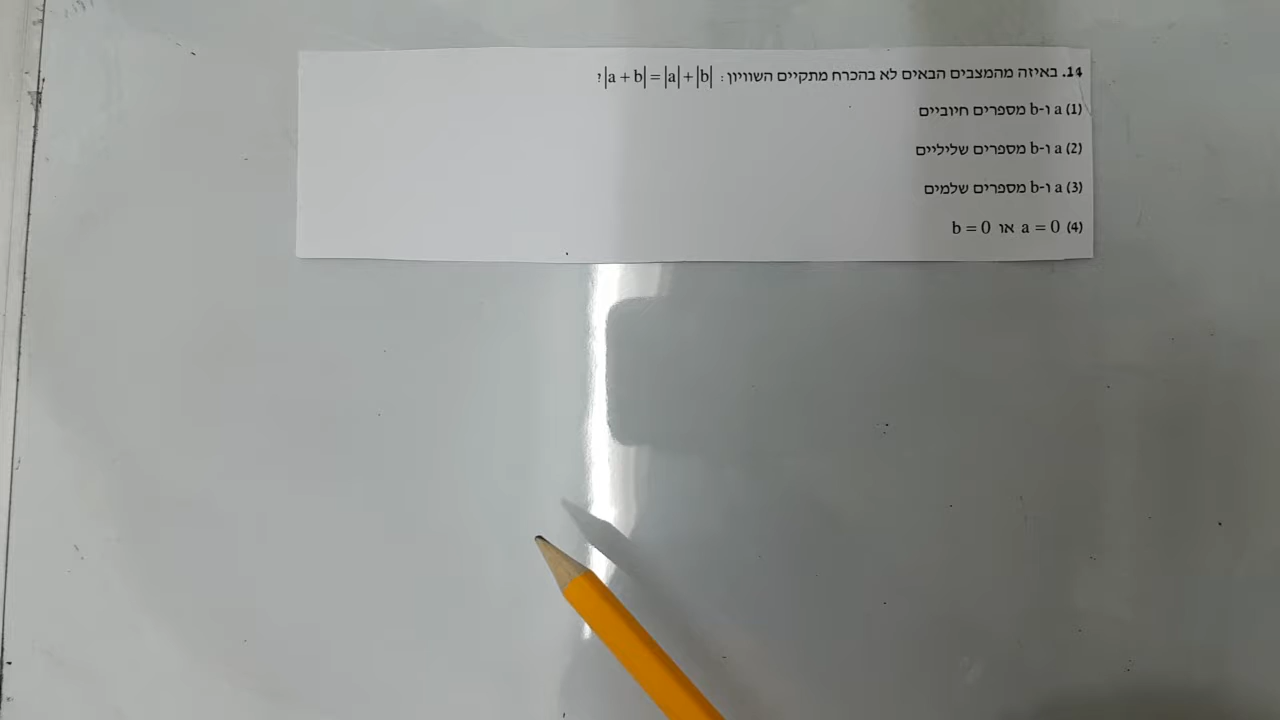 14. באיזה מהמצבים הבאים לא בהכרח מתקיים השוויון: |a + b| = |a| + |b| ?
(1) a ו-b מספרים חיוביים
(2) a ו-b מספרים שליליים
(3) a ו-b מספרים שלמים
(4) a = 0 או b = 0